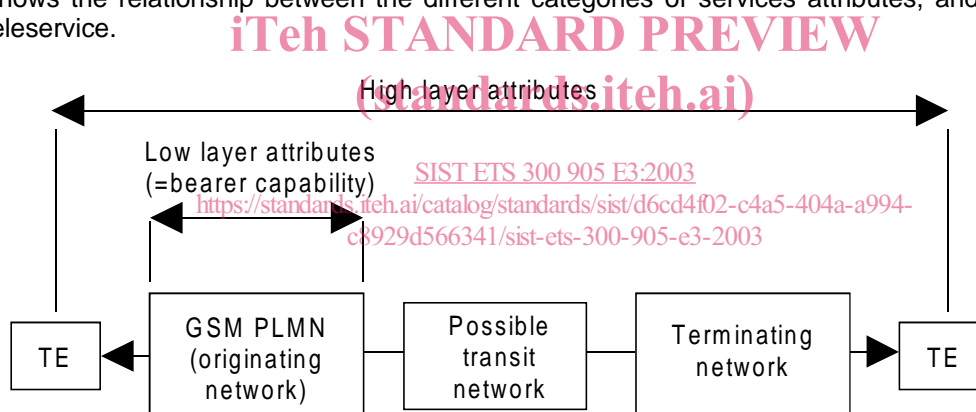 hows the relationship between the different categories of services attributes, and
eleservice.
iTeh STANDARD PREVIEW
(standards.iteh.ai)
High layer attributes
Low layer attributes
(=bearer capability)
SIST ETS 300 905 E3:2003
https://standards.iteh.ai/catalog/standards/sist/d6cd4f02-c4a5-404a-a994-
c8929d566341/sist-ets-300-905-e3-2003
TE
GSM PLMN
(originating
network)
Possible
transit
network
Terminating
network
TE